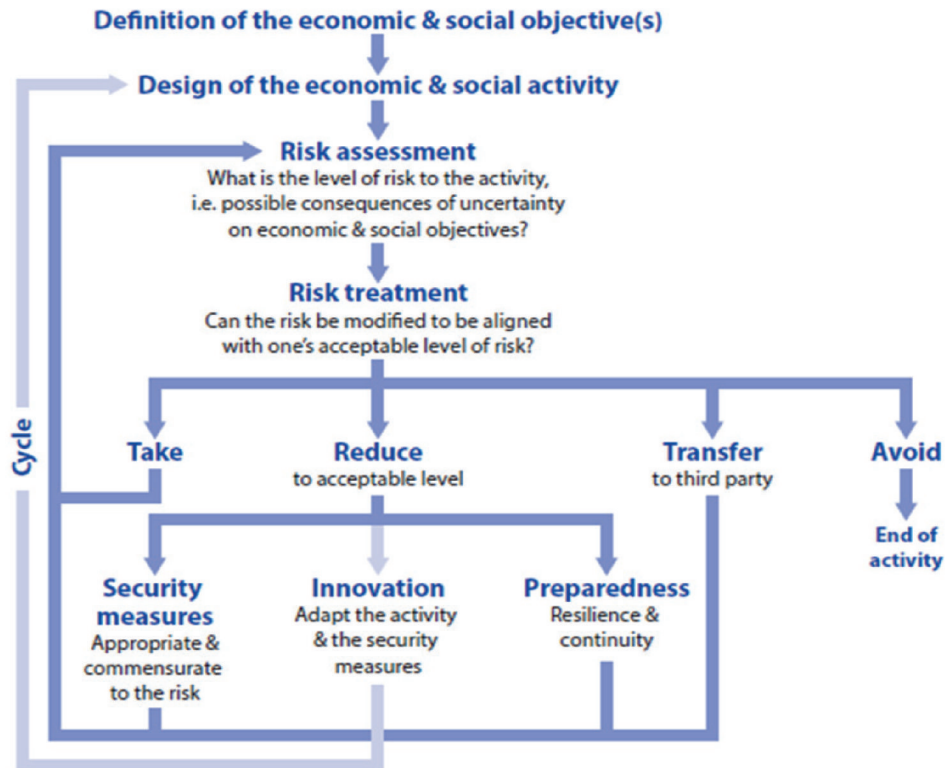 Definition of the economic & social objective(s)
Design of the economic & social activity
Risk assessment
What is the level of risk to the activity,
i.e. possible consequences of uncertainty
on economic & social objectives?
Risk treatment
Can the risk be modified to be aligned
with one's acceptable level of risk?
Cycle
Take
Reduce
to acceptable level
Transfer
to third party
Avoid
End of
activity
Security
measures
Appropriate &
commensurate
to the risk
Innovation
Adapt the activity
& the security
measures
Preparedness
Resilience &
continuity